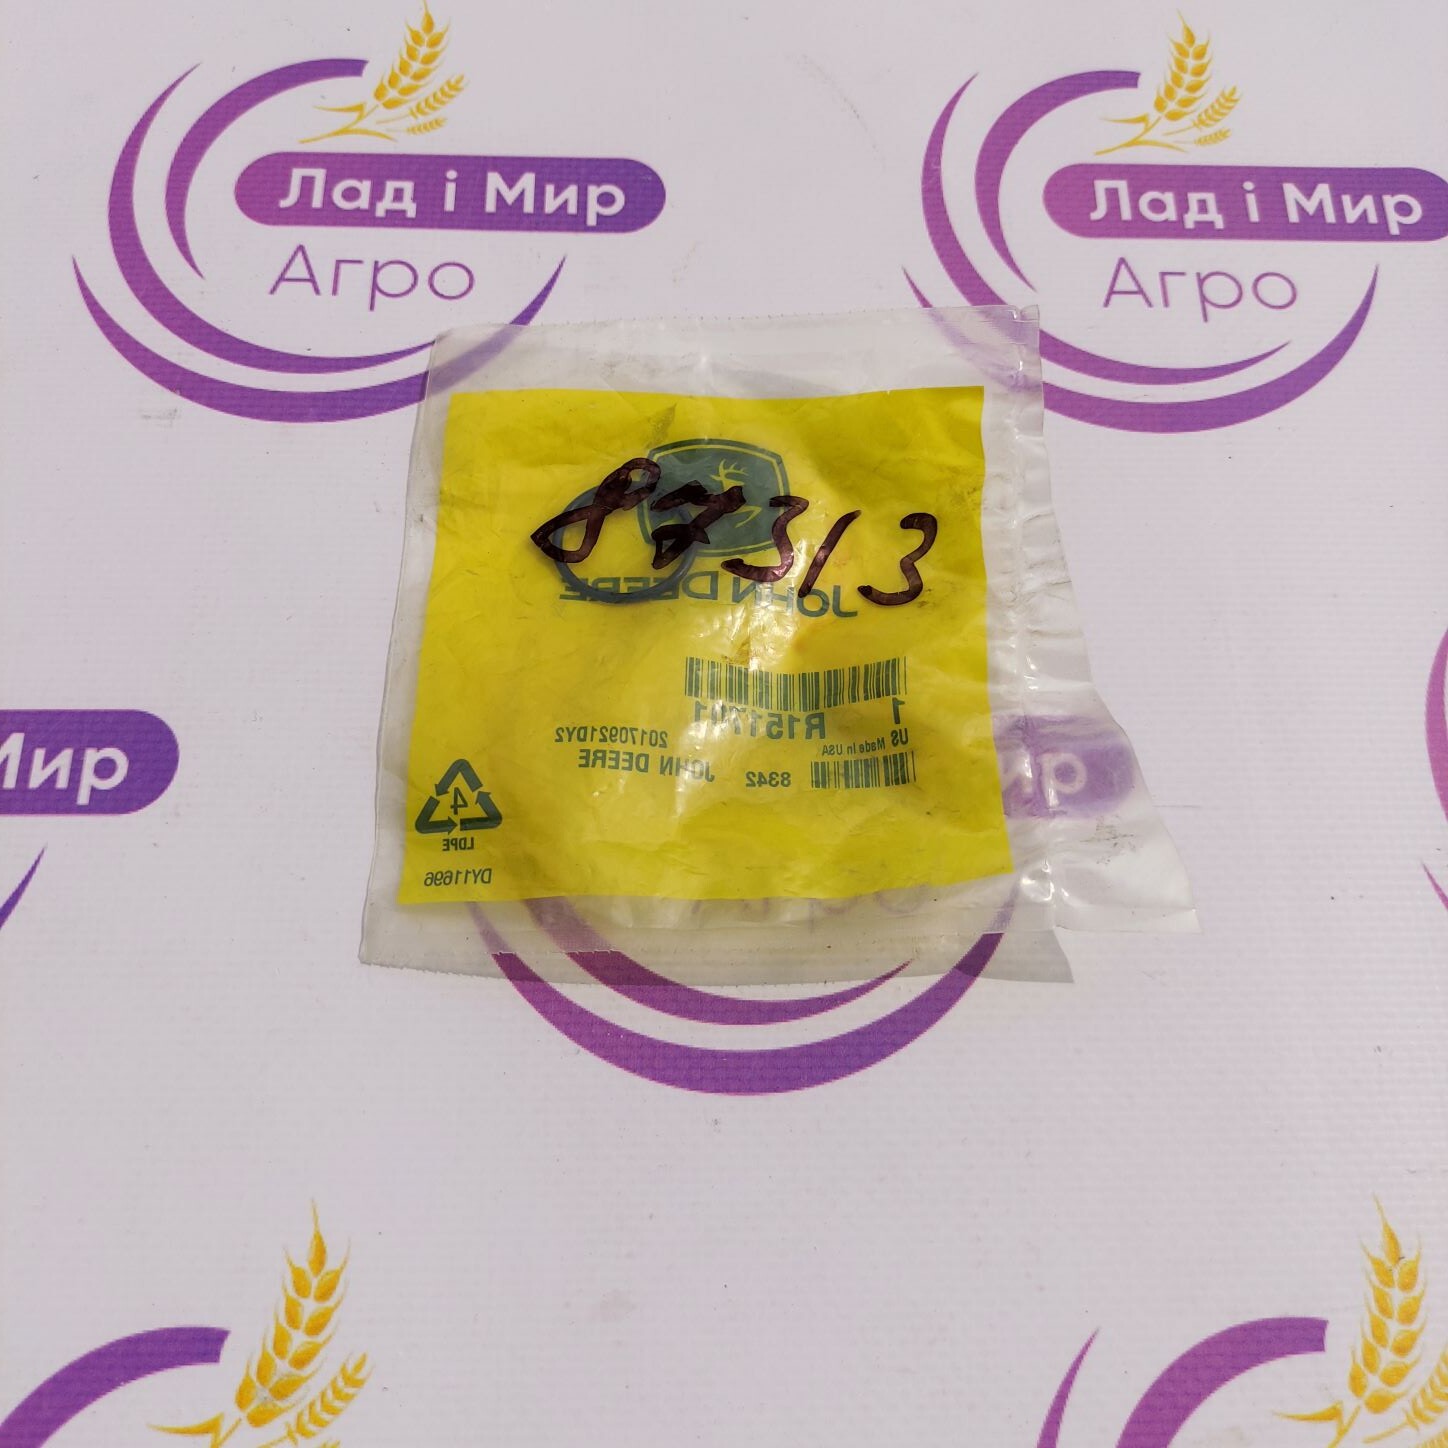 Лад і Мир
Агро
Лад і Мир
Агро
87313
JOHN DEERE
1
US Made in USA
20170921DY2
JOHN DEERE 8342
4
LDPE
DY11696
Мир